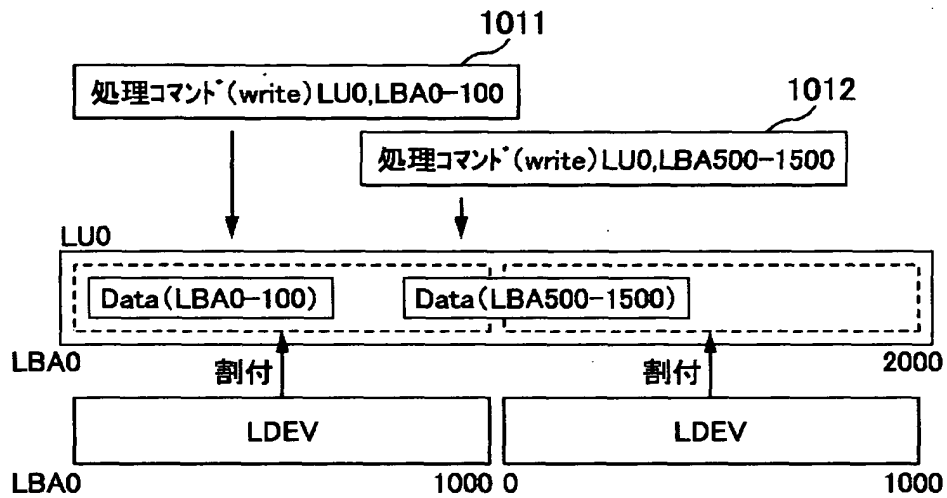 1011
処理コマンド(write)LU0,LBA0-100
1012
処理コマンド(write)LU0,LBA500-1500
LU0
Data(LBA0-100)
Data(LBA500-1500)
LBA0
割付
割付
2000
LDEV
LDEV
LBA0
1000
0
1000